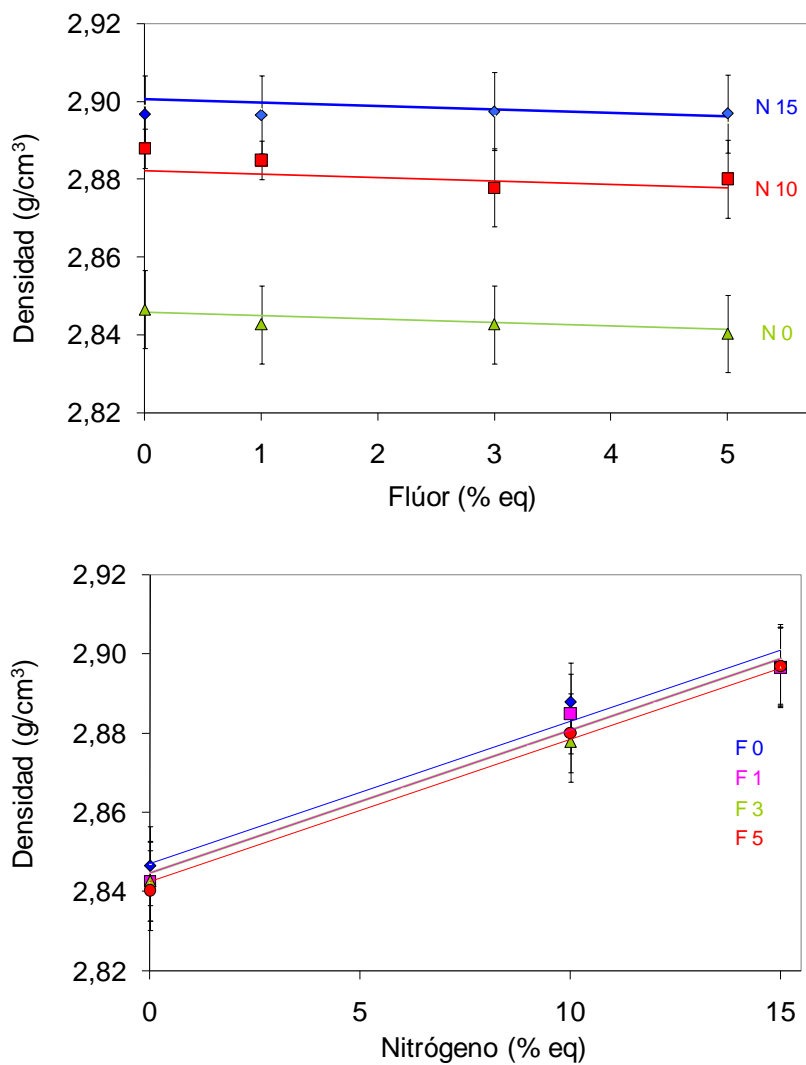 2,92
2,90
2,88
2,86
2,84
2,82
Densidad (g/cm³)
N 15
N 10
N 0
0 1 2 3 4 5
Flúor (% eq)
2,92
2,90
2,88
2,86
2,84
2,82
Densidad (g/cm³)
F 0
F 1
F 3
F 5
0 5 10 15
Nitrógeno (% eq)